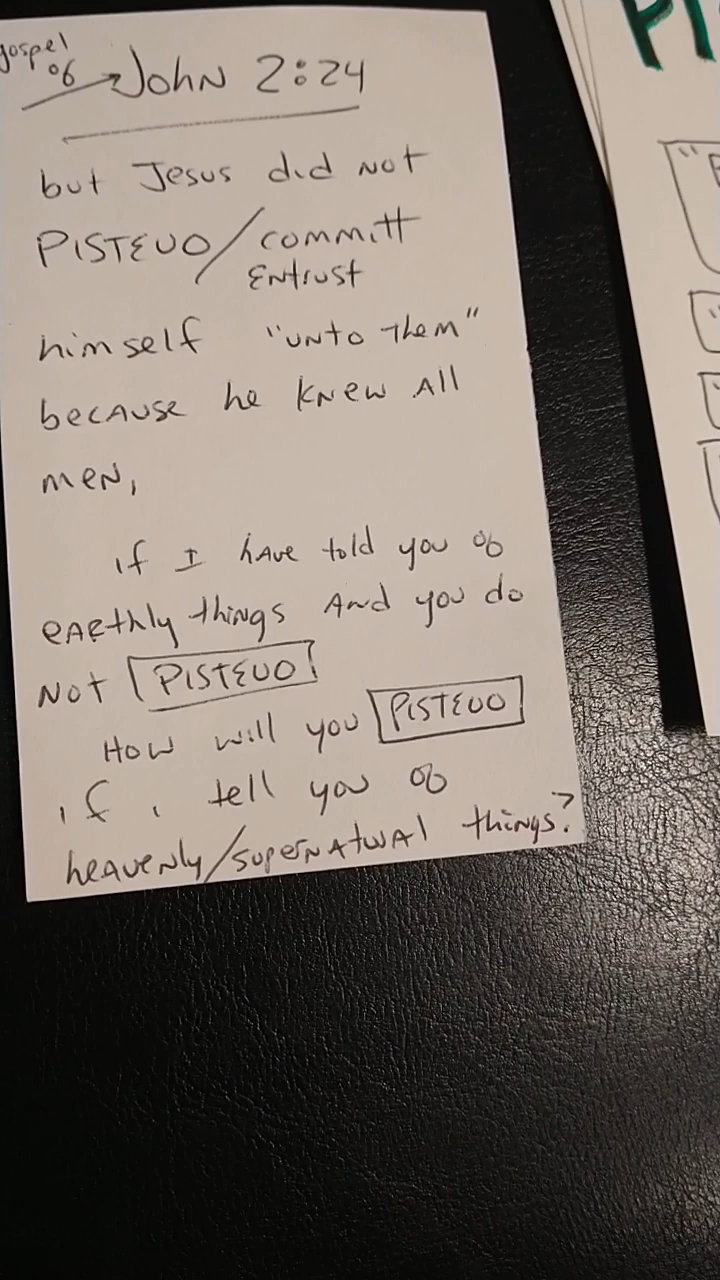 gospel
of John 2:24
but Jesus did not
PISTEUO/committ
Entrust
himself "unto them"
because he knew All
men,
if I have told you of
earthly things And you do
Not PISTEUO
How will you PISTEUO
if i tell you of
heavenly/supernatural things?
PI